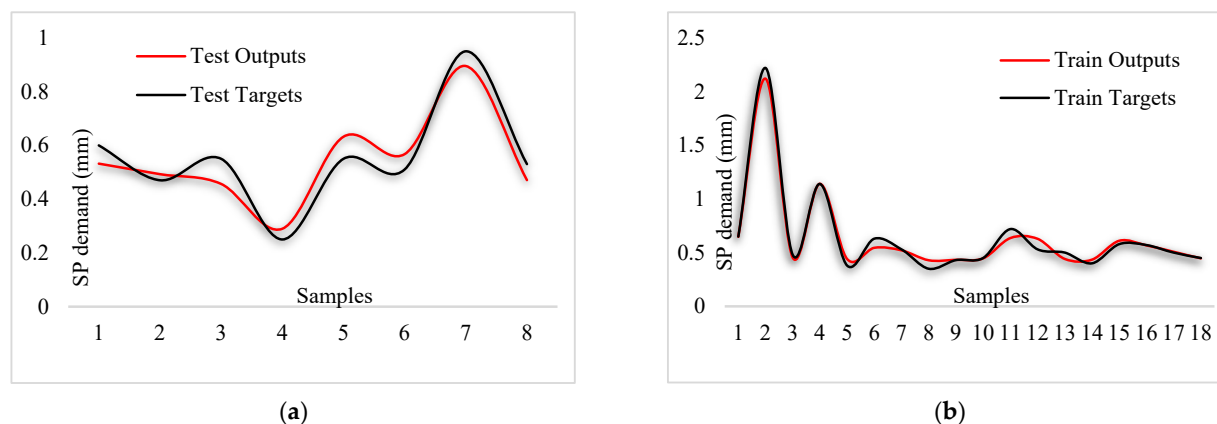 1
0.8
0.6
0.4
0.2
0
SP demand (mm)
Test Outputs
Test Targets
Samples
1 2 3 4 5 6 7 8
(a)
2.5
2
1.5
1
0.5
0
SP demand (mm)
Train Outputs
Train Targets
Samples
1 2 3 4 5 6 7 8 9 10 11 12 13 14 15 16 17 18
(b)